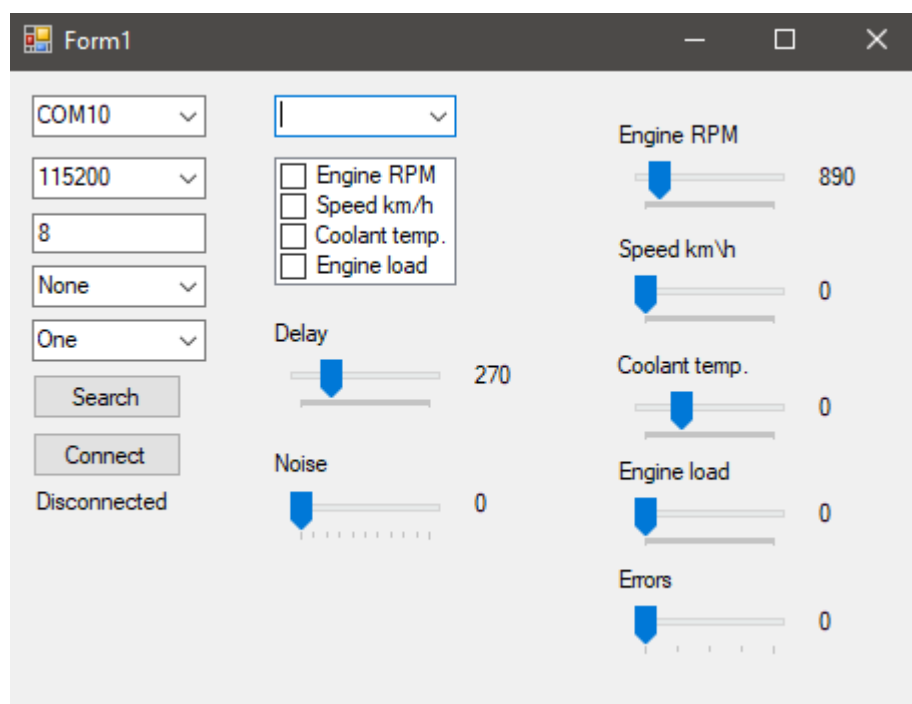 Form1
COM10
115200
8
None
One
Search
Connect
Disconnected
Engine RPM
Speed km/h
Coolant temp.
Engine load
Delay
270
Noise
0
Engine RPM
890
Speed km\h
0
Coolant temp.
0
Engine load
0
Errors
0